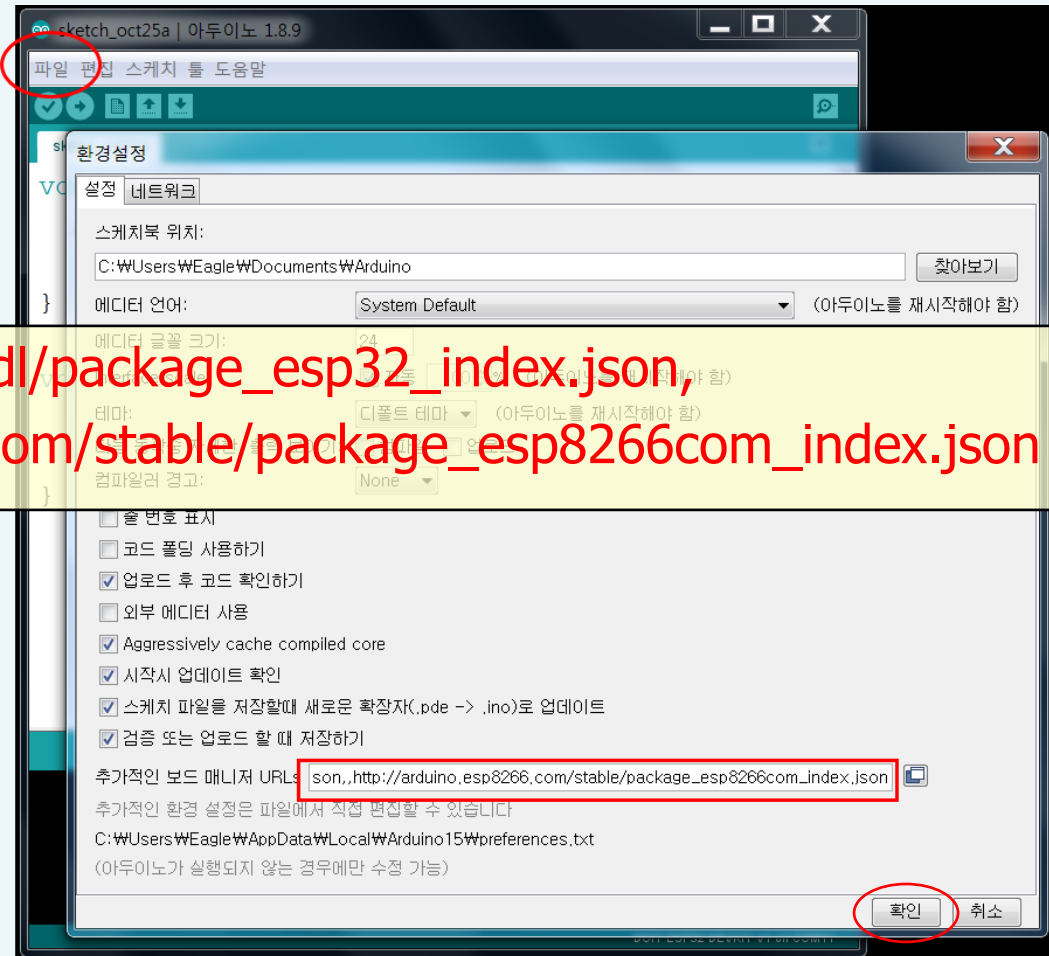 sketch_oct25a | 아두이노 1.8.9
파일 편집 스케치 툴 도움말
환경설정
설정 네트워크
스케치북 위치:
C:₩Users₩Eagle₩Documents₩Arduino 찾아보기
} 에디터 언어: System Default (아두이노를 재시작해야 함)
에디터 글꼴 크기: 24
dl/package_esp32_index.json,
테마: 디폴트 테마 (아두이노를 재시작해야 함)
om/stable/package_esp8266com_index.json
} 컴파일러 경고: None
줄 번호 표시
코드 폴딩 사용하기
업로드 후 코드 확인하기
외부 에디터 사용
Aggressively cache compiled core
시작시 업데이트 확인
스케치 파일을 저장할때 새로운 확장자(.pde -> .ino)로 업데이트
검증 또는 업로드 할 때 저장하기
추가적인 보드 매니저 URLs son,,http://arduino.esp8266.com/stable/package_esp8266com_index.json
추가적인 환경 설정은 파일에서 직접 편집할 수 있습니다
C:₩Users₩Eagle₩AppData₩Local₩Arduino15₩preferences.txt
(아두이노가 실행되지 않는 경우에만 수정 가능)
확인 취소